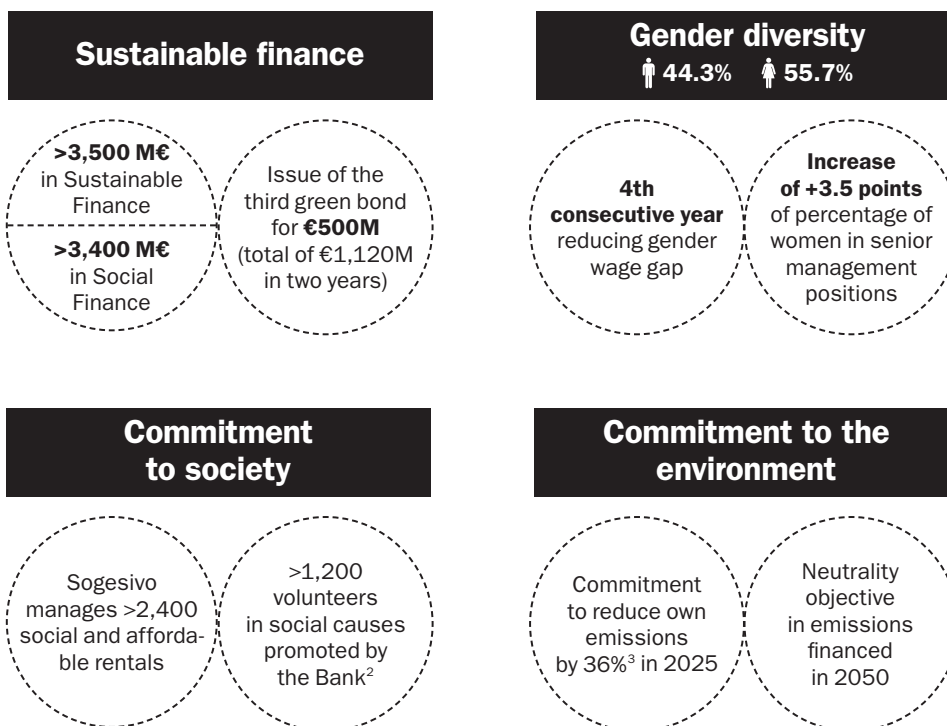 Sustainable finance
>3,500 M€
in Sustainable
Finance
>3,400 M€
in Social
Finance
Issue of the
third green bond
for €500M
(total of €1,120M
in two years)
Gender diversity
44.3% 55.7%
4th
consecutive year
reducing gender
wage gap
Increase
of +3.5 points
of percentage of
women in senior
management
positions
Commitment
to society
Sogesivo
manages >2,400
social and afforda-
ble rentals
>1,200
volunteers
in social causes
promoted by
the Bank²
Commitment to the
environment
Commitment
to reduce own
emissions
by 36%³ in 2025
Neutrality
objective
in emissions
financed
in 2050